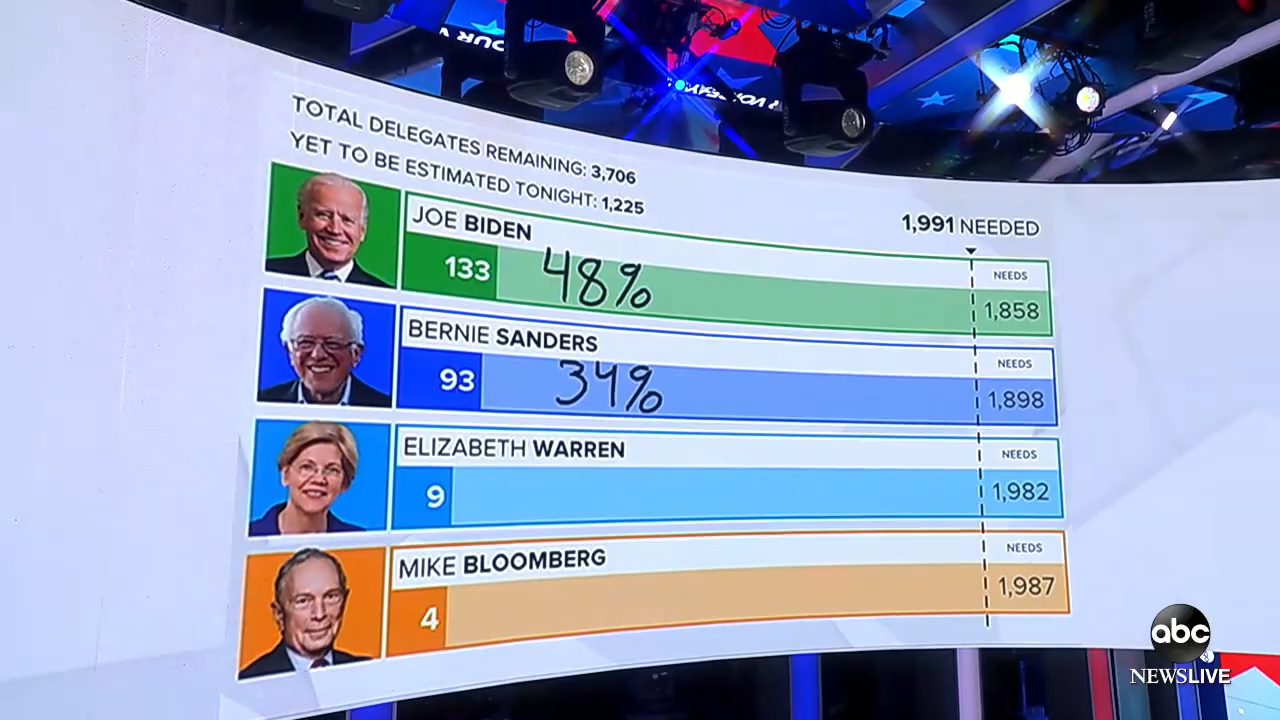 TOTAL DELEGATES REMAINING: 3,706
YET TO BE ESTIMATED TONIGHT: 1,225
1,991 NEEDED
JOE BIDEN
NEEDS
133
48%
1,858
BERNIE SANDERS
NEEDS
93
34%
1,898
ELIZABETH WARREN
NEEDS
9
1,982
MIKE BLOOMBERG
NEEDS
4
1,987
abc
NEWSLIVE